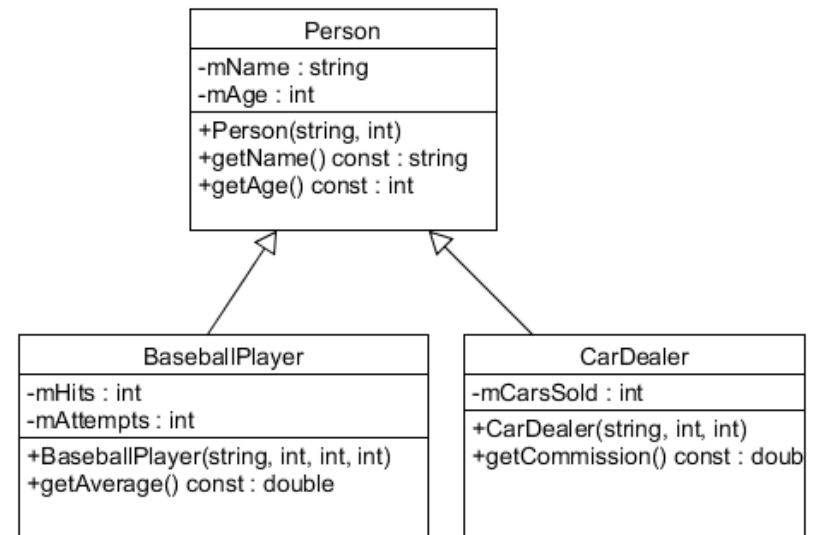 Person
-mName : string
-mAge : int
+Person(string, int)
+getName() const : string
+getAge() const : int
BaseballPlayer
-mHits : int
-mAttempts : int
+BaseballPlayer(string, int, int, int)
+getAverage() const : double
CarDealer
-mCarsSold : int
+CarDealer(string, int, int)
+getCommission() const : doub